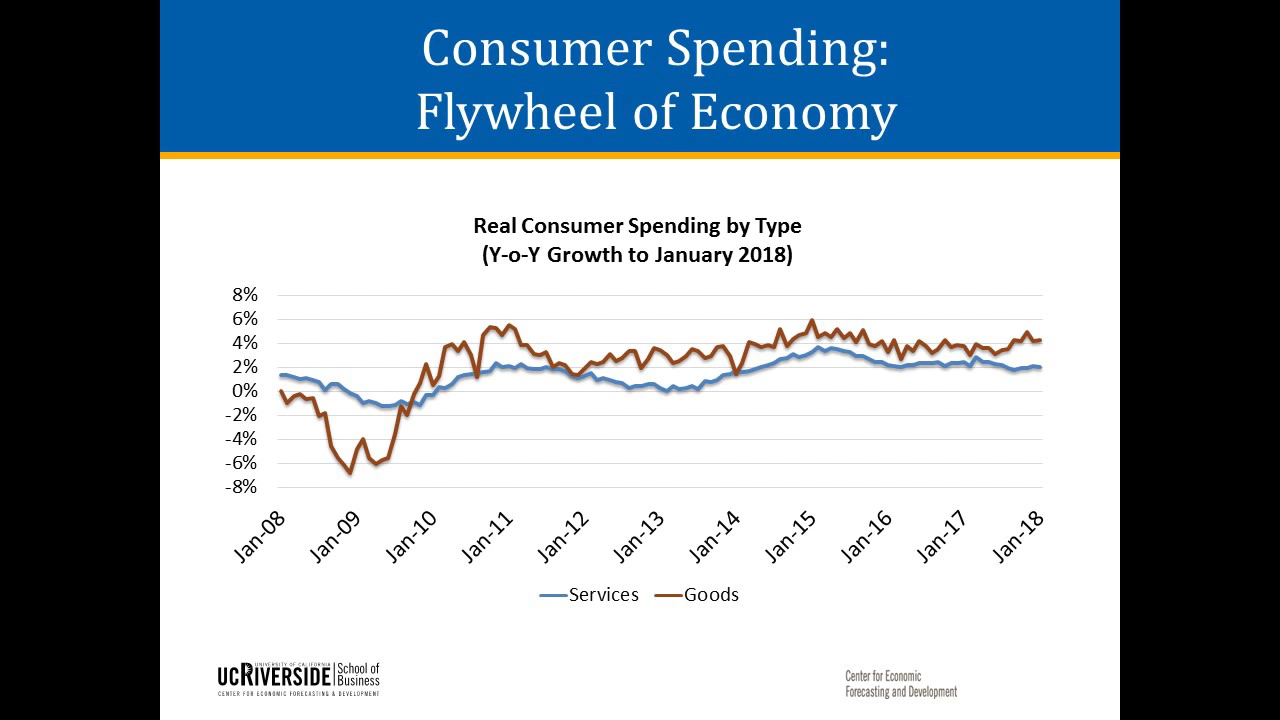 Consumer Spending:
Flywheel of Economy
Real Consumer Spending by Type
(Y-o-Y Growth to January 2018)
8%
6%
4%
2%
0%
-2%
-4%
-6%
-8%
Jan-08
Jan-09
Jan-10
Jan-11
Jan-12
Jan-13
Jan-14
Jan-15
Jan-16
Jan-17
Jan-18
Services Goods
UNIVERSITY OF CALIFORNIA
UCRIVERSIDE
School of
Business
CENTER FOR ECONOMIC FORECASTING & DEVELOPMENT
Center for Economic
Forecasting and Development